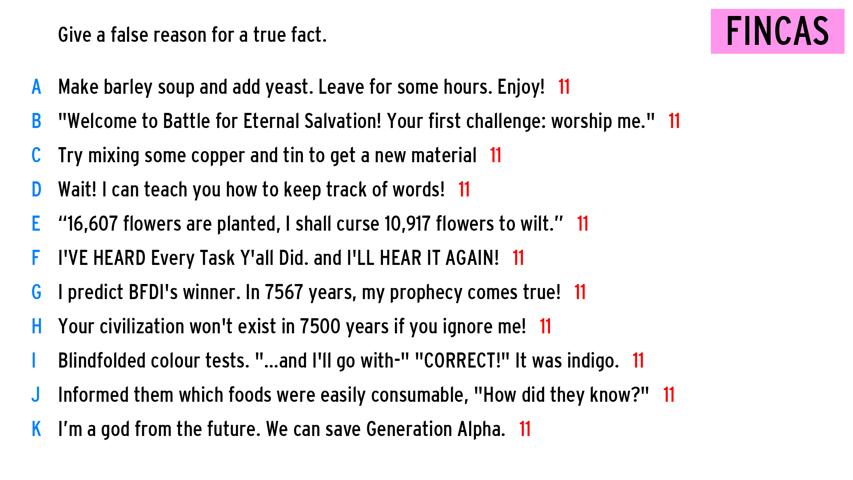 Give a false reason for a true fact.
FINCAS
A Make barley soup and add yeast. Leave for some hours. Enjoy! 11
B "Welcome to Battle for Eternal Salvation! Your first challenge: worship me." 11
C Try mixing some copper and tin to get a new material 11
D Wait! I can teach you how to keep track of words! 11
E “16,607 flowers are planted, I shall curse 10,917 flowers to wilt.” 11
F I'VE HEARD Every Task Y'all Did. and I'LL HEAR IT AGAIN! 11
G I predict BFDI's winner. In 7567 years, my prophecy comes true! 11
H Your civilization won't exist in 7500 years if you ignore me! 11
I Blindfolded colour tests. "...and I'll go with-" "CORRECT!" It was indigo. 11
J Informed them which foods were easily consumable, "How did they know?" 11
K I’m a god from the future. We can save Generation Alpha. 11